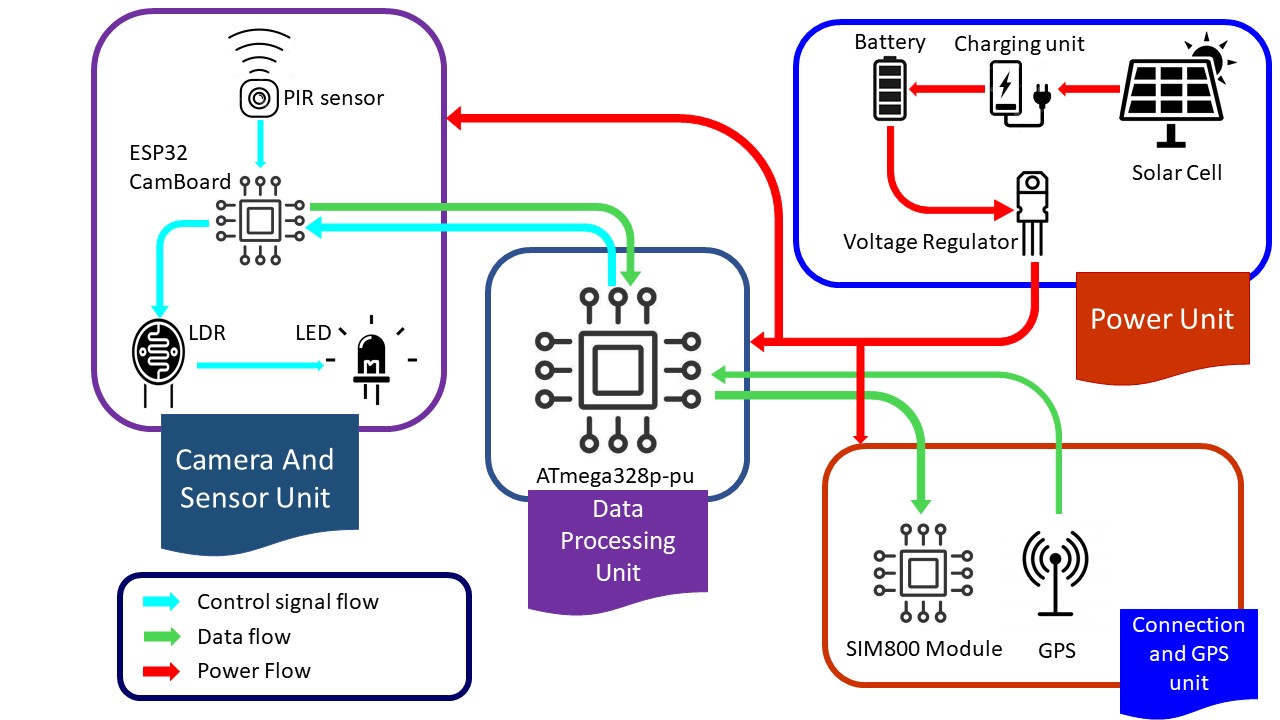 PIR sensor
ESP32
CamBoard
LDR
LED
Camera And
Sensor Unit
Battery
Charging unit
Solar Cell
Voltage Regulator
Power Unit
ATmega328p-pu
Data
Processing
Unit
SIM800 Module
GPS
Connection
and GPS
unit
Control signal flow
Data flow
Power Flow